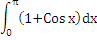 ∫₀^π (1+Cos x) dx